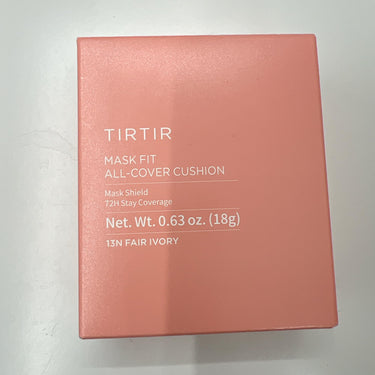 TIRTIR
MASK FIT
ALL-COVER CUSHION
Mask Shield
72H Stay Coverage
Net. Wt. 0.63 oz. (18g)
13N FAIR IVORY